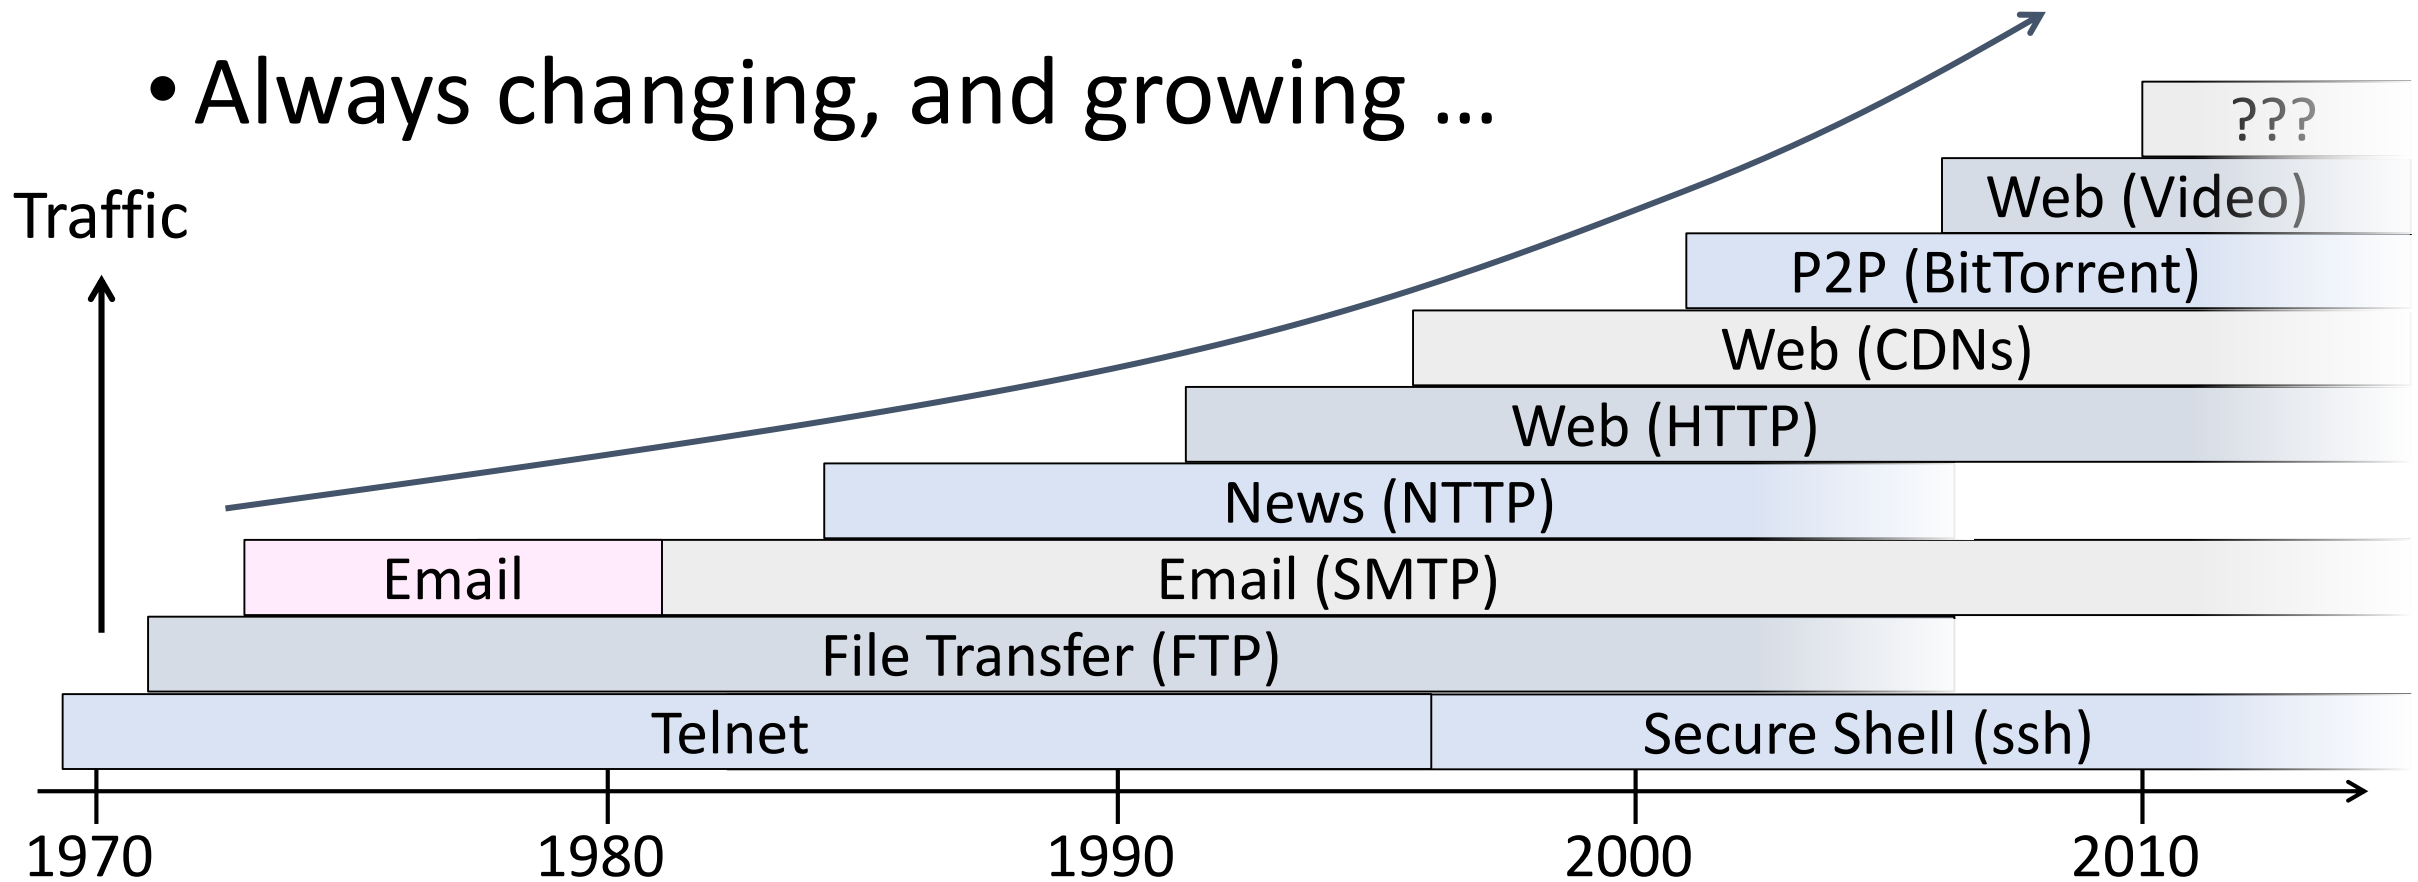 • Always changing, and growing …
Traffic
???
Web (Video)
P2P (BitTorrent)
Web (CDNs)
Web (HTTP)
News (NTTP)
Email Email (SMTP)
File Transfer (FTP)
Telnet Secure Shell (ssh)
1970 1980 1990 2000 2010